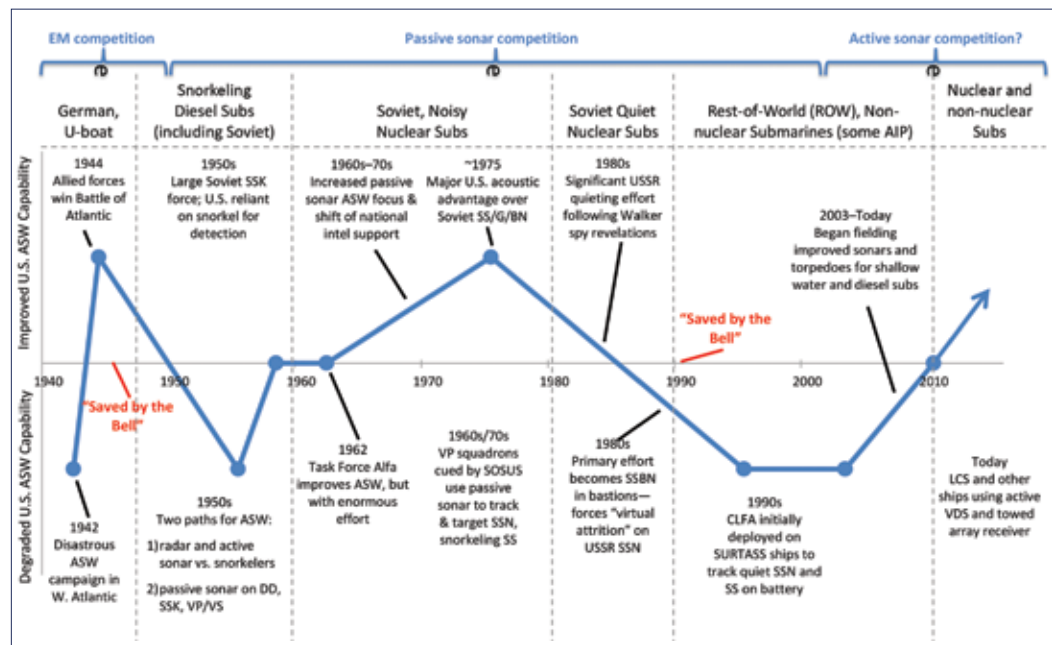 EM competition
Passive sonar competition
Active sonar competition?
German,
U-boat
Snorkeling
Diesel Subs
(including Soviet)
Soviet, Noisy
Nuclear Subs
Soviet Quiet
Nuclear Subs
Rest-of-World (ROW), Non-
nuclear Submarines (some AIP)
Nuclear and
non-nuclear
Subs
Improved U.S. ASW Capability
Degraded U.S. ASW Capability
1944
Allied forces
win Battle of
Atlantic
1950s
Large Soviet SSK
force; U.S. reliant
on snorkel for
detection
1960s–70s
Increased passive
sonar ASW focus &
shift of national
intel support
~1975
Major U.S. acoustic
advantage over
Soviet SS/G/BN
1980s
Significant USSR
quieting effort
following Walker
spy revelations
2003–Today
Began fielding
improved sonars and
torpedoes for shallow
water and diesel subs
"Saved by the
Bell"
1940
1950
1960
1970
1980
1990
2000
2010
"Saved by the
Bell"
1942
Disastrous
ASW
campaign in
W. Atlantic
1950s
Two paths for ASW:
1)radar and active
sonar vs. snorkelers
2)passive sonar on DD,
SSK, VP/VS
1962
Task Force Alfa
improves ASW, but
with enormous
effort
1960s/70s
VP squadrons
cued by SOSUS
use passive
sonar to track
& target SSN,
snorkeling SS
1980s
Primary effort
becomes SSBN
in bastions—
forces "virtual
attrition" on
USSR SSN
1990s
CLFA initially
deployed on
SURTASS ships to
track quiet SSN and
SS on battery
Today
LCS and other
ships using active
VDS and towed
array receiver